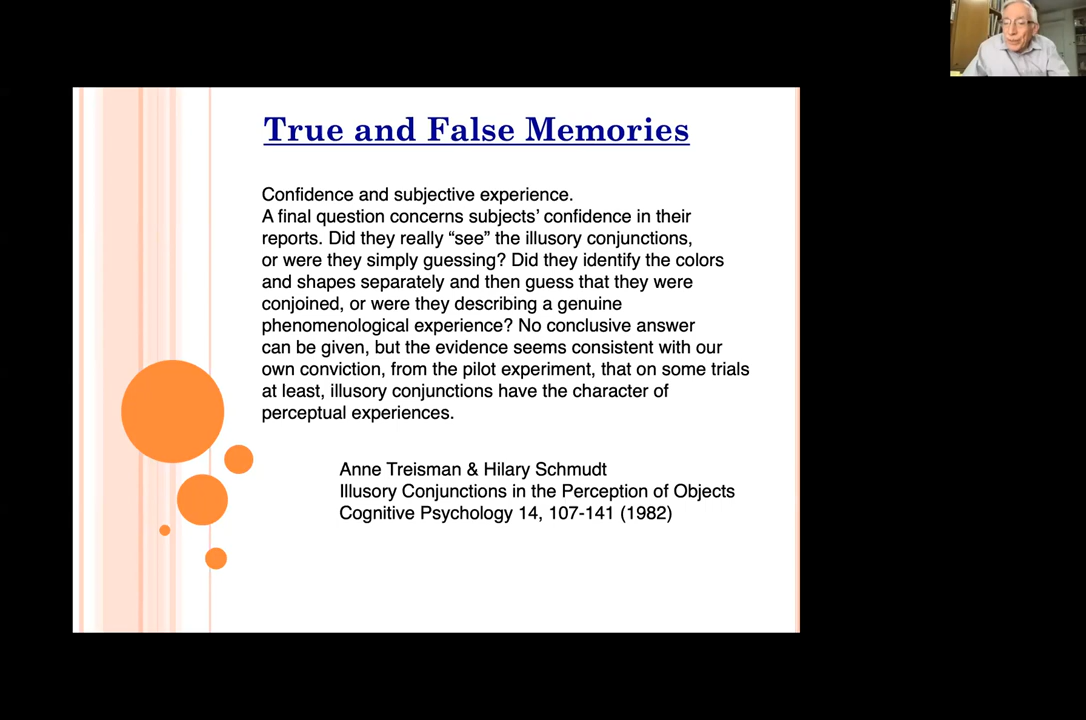 True and False Memories
Confidence and subjective experience.
A final question concerns subjects’ confidence in their
reports. Did they really “see” the illusory conjunctions,
or were they simply guessing? Did they identify the colors
and shapes separately and then guess that they were
conjoined, or were they describing a genuine
phenomenological experience? No conclusive answer
can be given, but the evidence seems consistent with our
own conviction, from the pilot experiment, that on some trials
at least, illusory conjunctions have the character of
perceptual experiences.
Anne Treisman & Hilary Schmudt
Illusory Conjunctions in the Perception of Objects
Cognitive Psychology 14, 107-141 (1982)